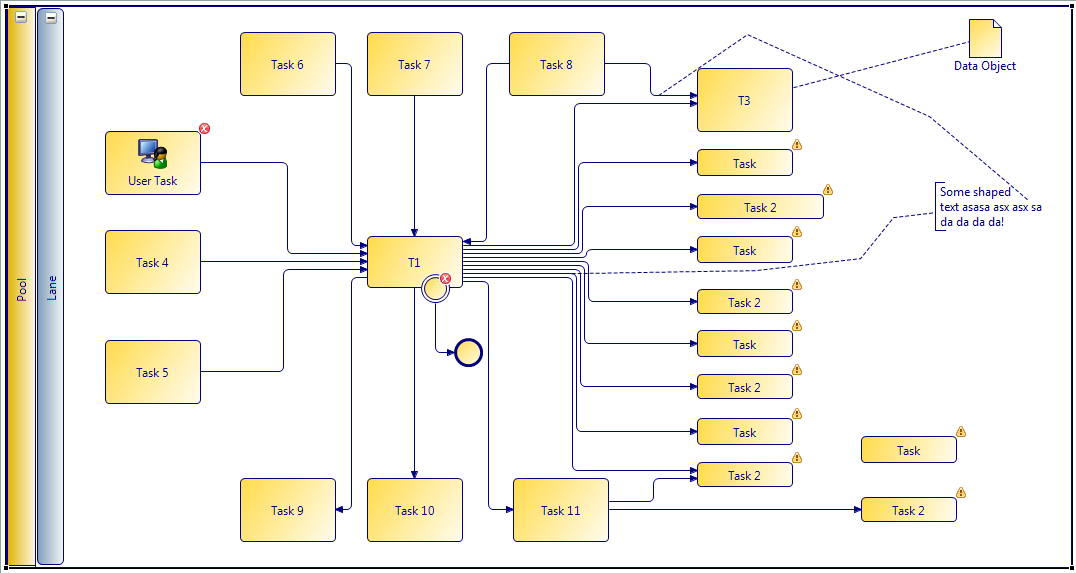 Pool
Lane
Task 6
Task 7
Task 8
T3
Data Object
User Task
Task
Task 2
Some shaped
text asasa asx asx sa
da da da da!
Task 4
T1
Task
Task 2
Task
Task 5
Task 2
Task
Task
Task 2
Task 9
Task 10
Task 11
Task 2